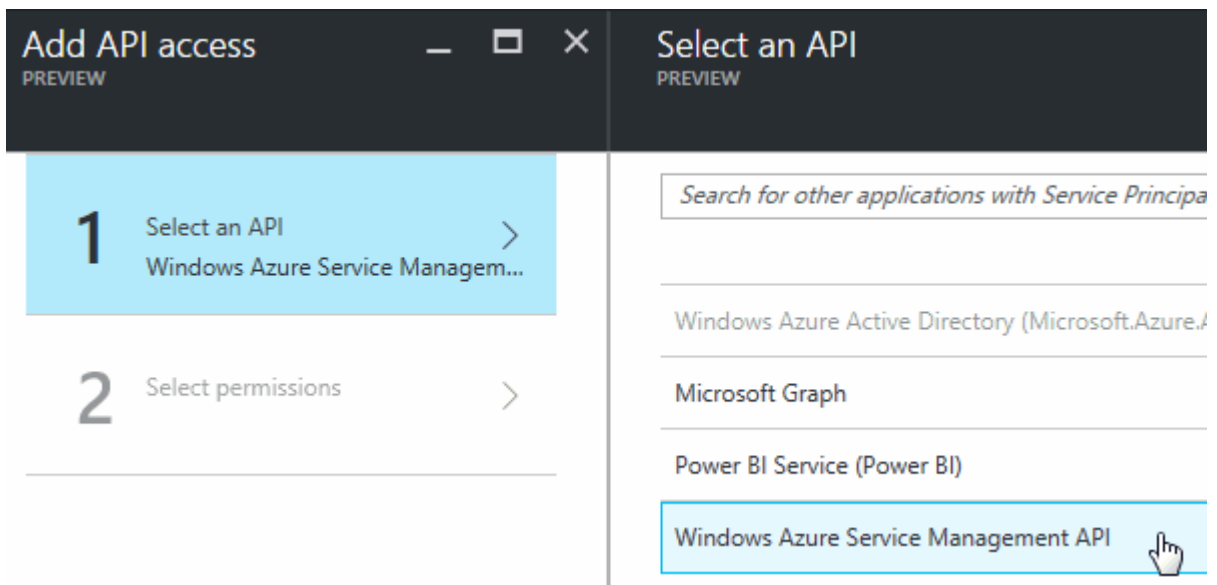 Add API access
PREVIEW
1
Select an API
Windows Azure Service Managem...
2
Select permissions
Select an API
PREVIEW
Search for other applications with Service Principa
Windows Azure Active Directory (Microsoft.Azure.A
Microsoft Graph
Power BI Service (Power BI)
Windows Azure Service Management API